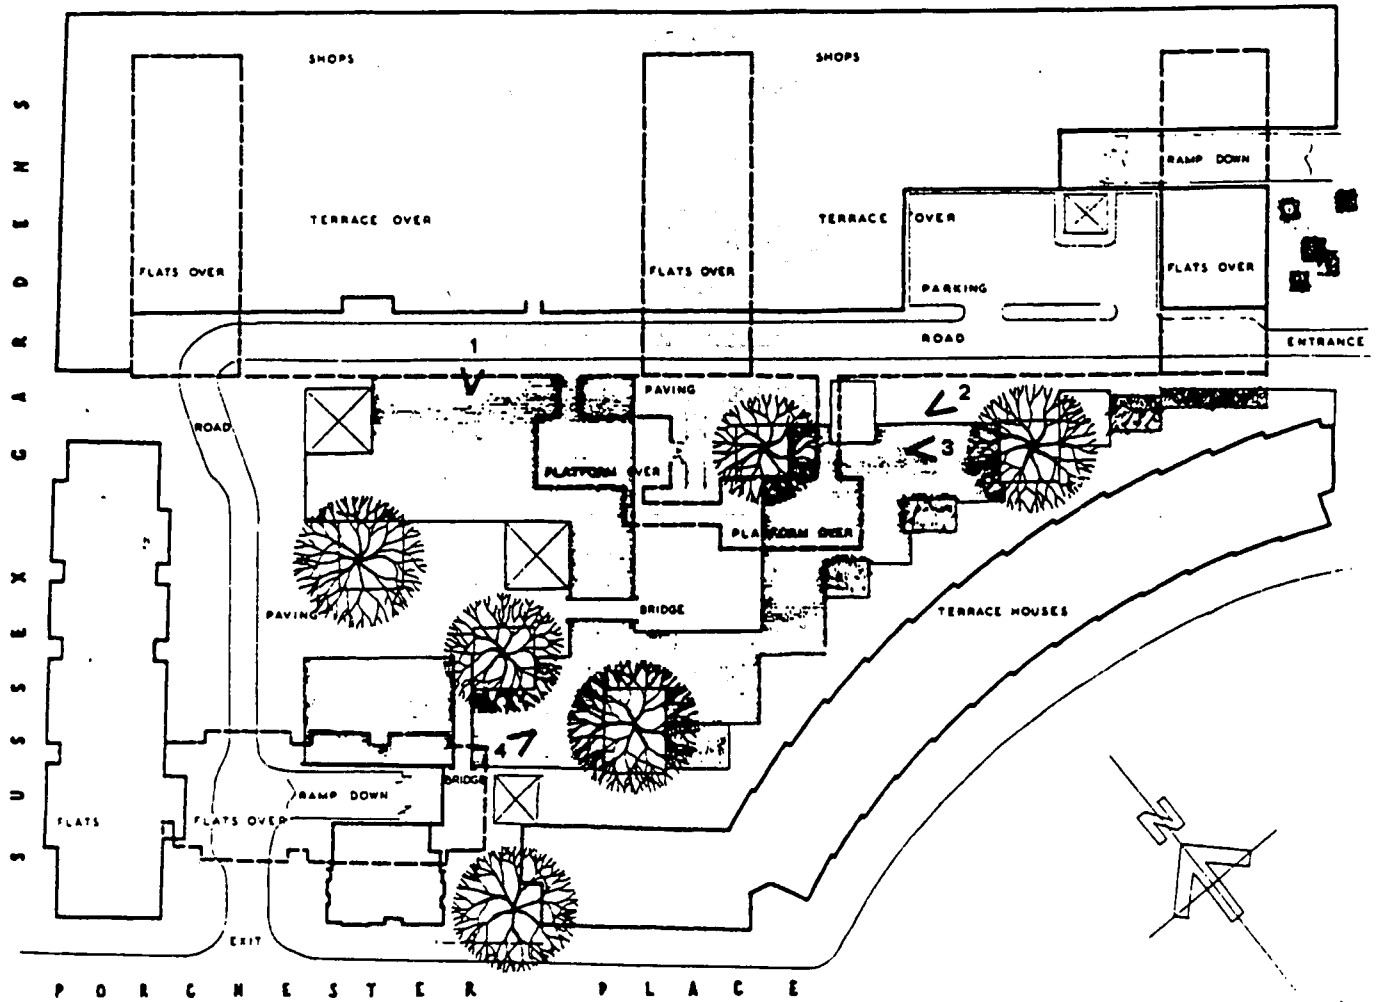 SHOPS
SHOPS
RAMP DOWN
TERRACE OVER
TERRACE OVER
FLATS OVER
FLATS OVER
FLATS OVER
PARKING
ROAD
ENTRANCE
1
PAVING
2
ROAD
3
PLATFORM OVER
PLATFORM OVER
PAVING
BRIDGE
TERRACE HOUSES
4
BRIDGE
RAMP DOWN
FLATS
FLATS OVER
N
EXIT
SUSSEX GARDENS
PORCHESTER PLACE